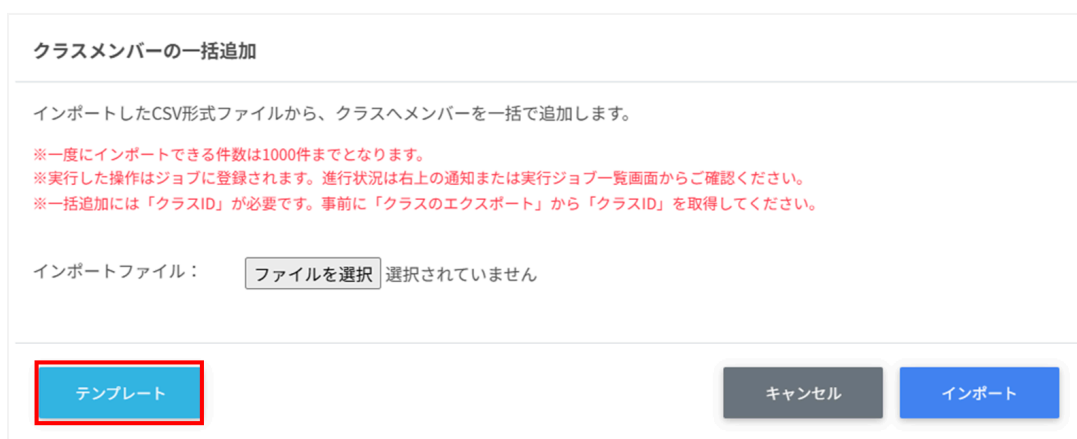 クラスメンバーの一括追加
インポートしたCSV形式ファイルから、クラスへメンバーを一括で追加します。
※一度にインポートできる件数は1000件までとなります。
※実行した操作はジョブに登録されます。進行状況は右上の通知または実行ジョブ一覧画面からご確認ください。
※一括追加には「クラスID」が必要です。事前に「クラスのエクスポート」から「クラスID」を取得してください。
インポートファイル： ファイルを選択 選択されていません
テンプレート キャンセル インポート